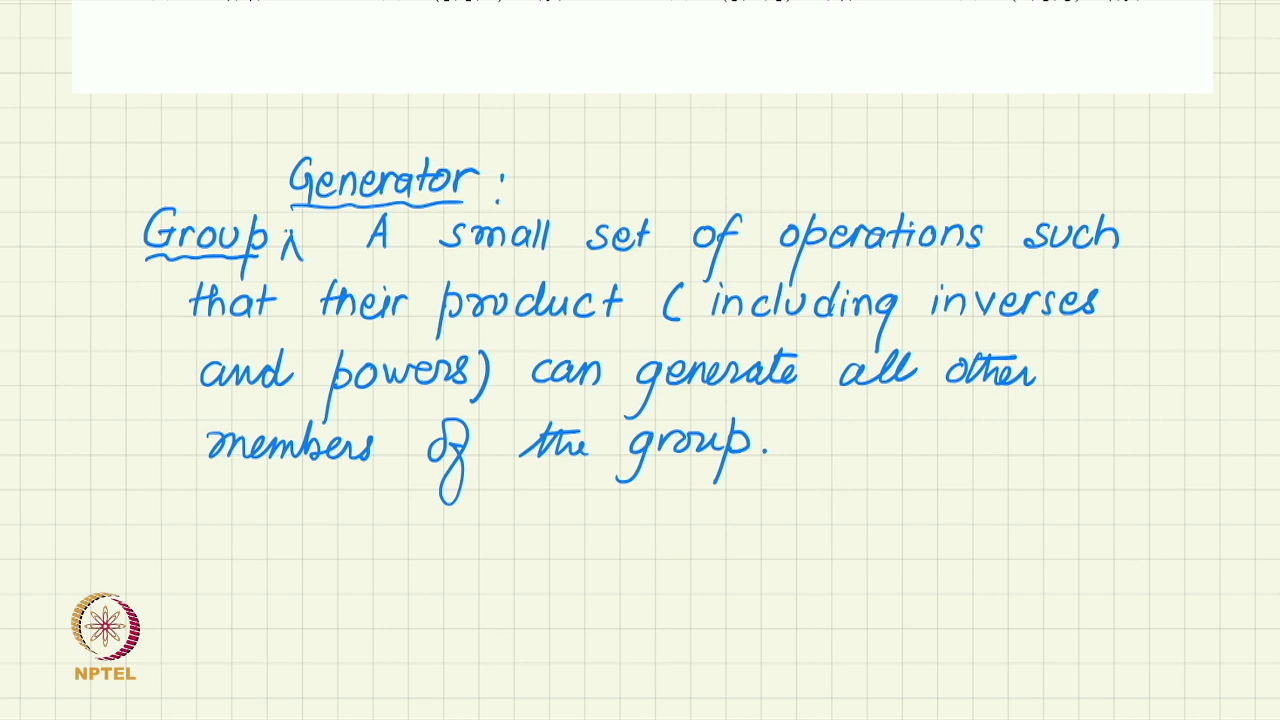 Generator :
Group ⁁ A small set of operations such
that their product ( including inverses
and powers) can generate all other
members of the group.
NPTEL